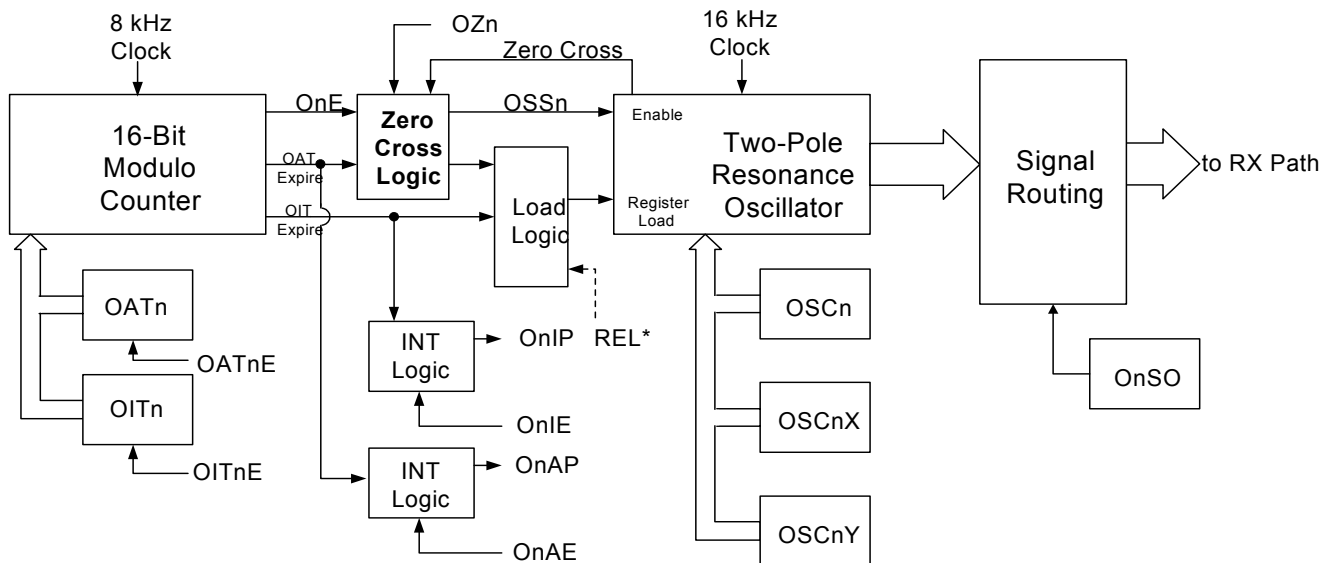 8 kHz
Clock
OZn
16 kHz
Clock
Zero Cross
OnE
OSSn
16-Bit
Modulo
Counter
OAT
Expire
OIT
Expire
Zero
Cross
Logic
Load
Logic
Enable
Register
Load
Two-Pole
Resonance
Oscillator
Signal
Routing
to RX Path
OATn
OATnE
OITn
OITnE
INT
Logic
OnIP
REL*
OnIE
INT
Logic
OnAP
OnAE
OSCn
OSCnX
OSCnY
OnSO